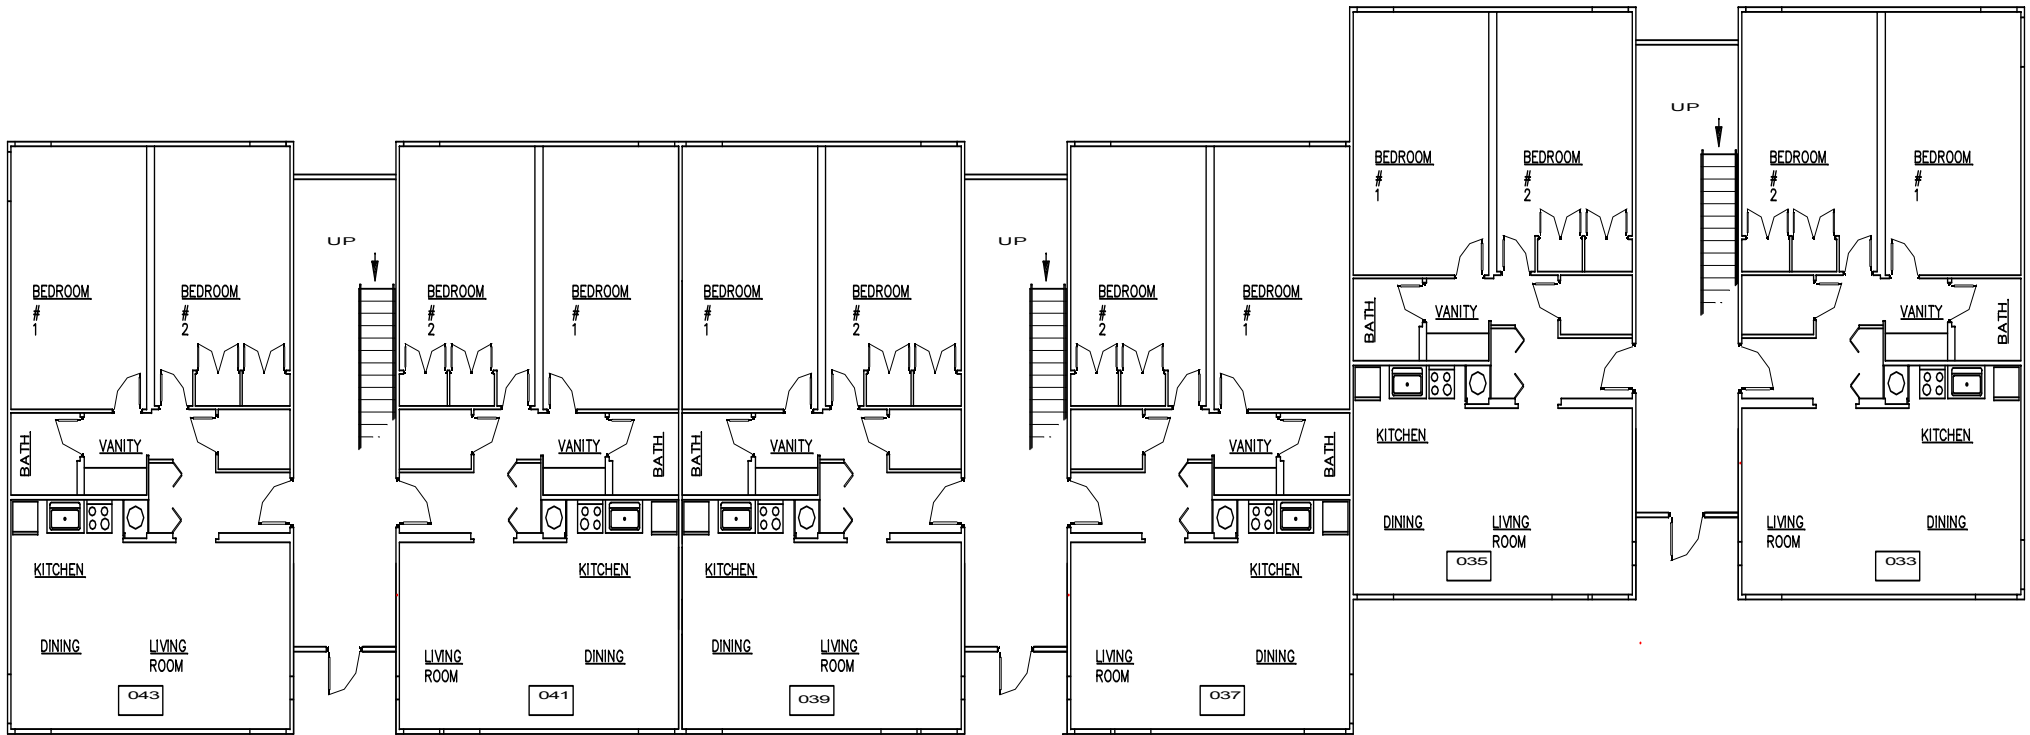 UP
BEDROOM
#
1
BEDROOM
#
2
BEDROOM
#
2
BEDROOM
#
1
UP
UP
BEDROOM
#
1
BEDROOM
#
2
BEDROOM
#
2
BEDROOM
#
1
BEDROOM
#
1
BEDROOM
#
2
BEDROOM
#
2
BEDROOM
#
1
BATH
VANITY
VANITY
BATH
BATH
VANITY
VANITY
BATH
BATH
VANITY
VANITY
BATH
KITCHEN
KITCHEN
DINING
LIVING
ROOM
LIVING
ROOM
DINING
035
033
KITCHEN
KITCHEN
KITCHEN
KITCHEN
DINING
LIVING
ROOM
LIVING
ROOM
DINING
DINING
LIVING
ROOM
LIVING
ROOM
DINING
043
041
039
037